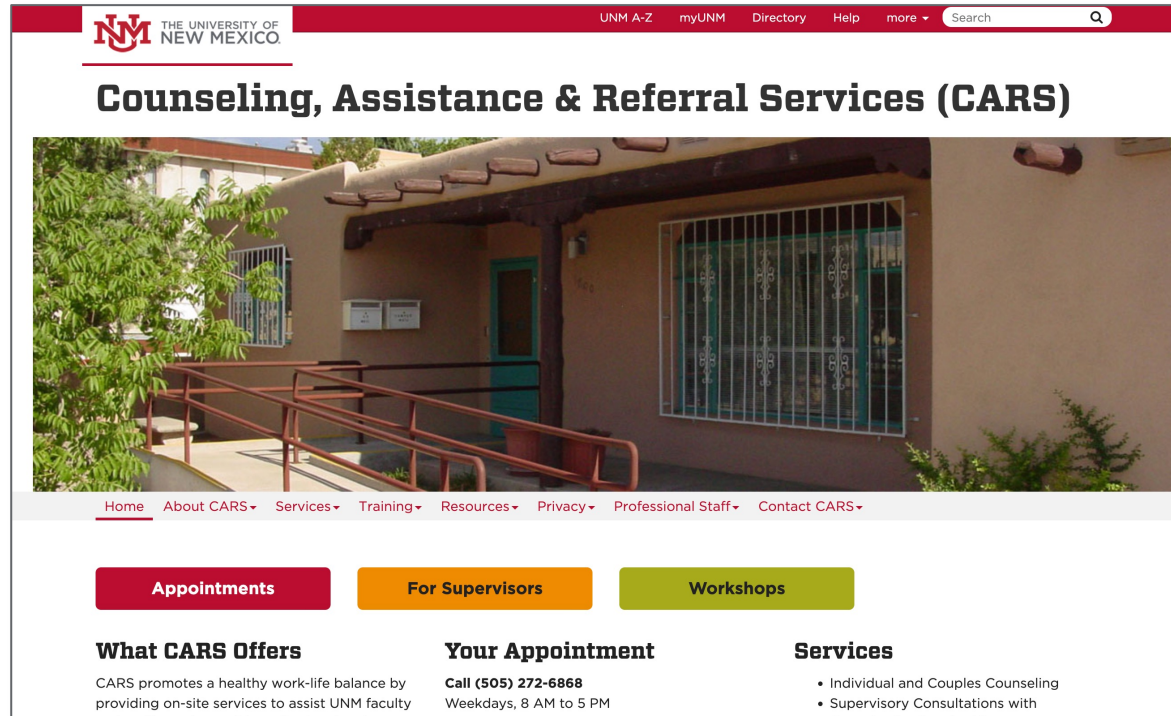 THE UNIVERSITY OF
NEW MEXICO.
UNM A-Z myUNM Directory Help more Search
Counseling, Assistance & Referral Services (CARS)
Home About CARS Services Training Resources Privacy Professional Staff Contact CARS
Appointments For Supervisors Workshops
What CARS Offers
CARS promotes a healthy work-life balance by
providing on-site services to assist UNM faculty
Your Appointment
Call (505) 272-6868
Weekdays, 8 AM to 5 PM
Services
• Individual and Couples Counseling
• Supervisory Consultations with